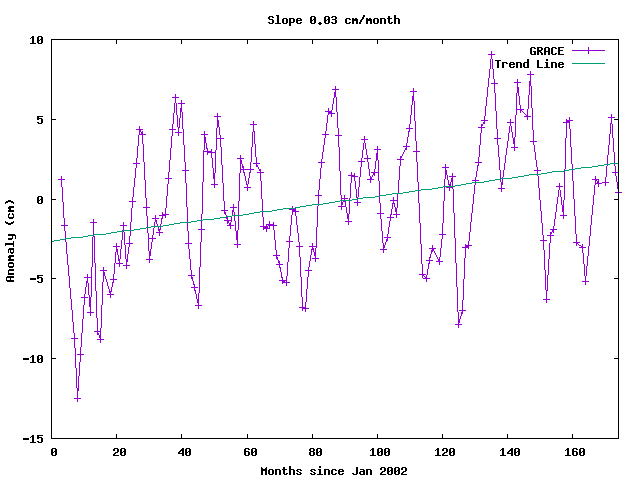 Slope 0.03 cm/month
GRACE
Trend Line
10
5
0
-5
-10
-15
Anomaly (cm)
0 20 40 60 80 100 120 140 160
Months since Jan 2002